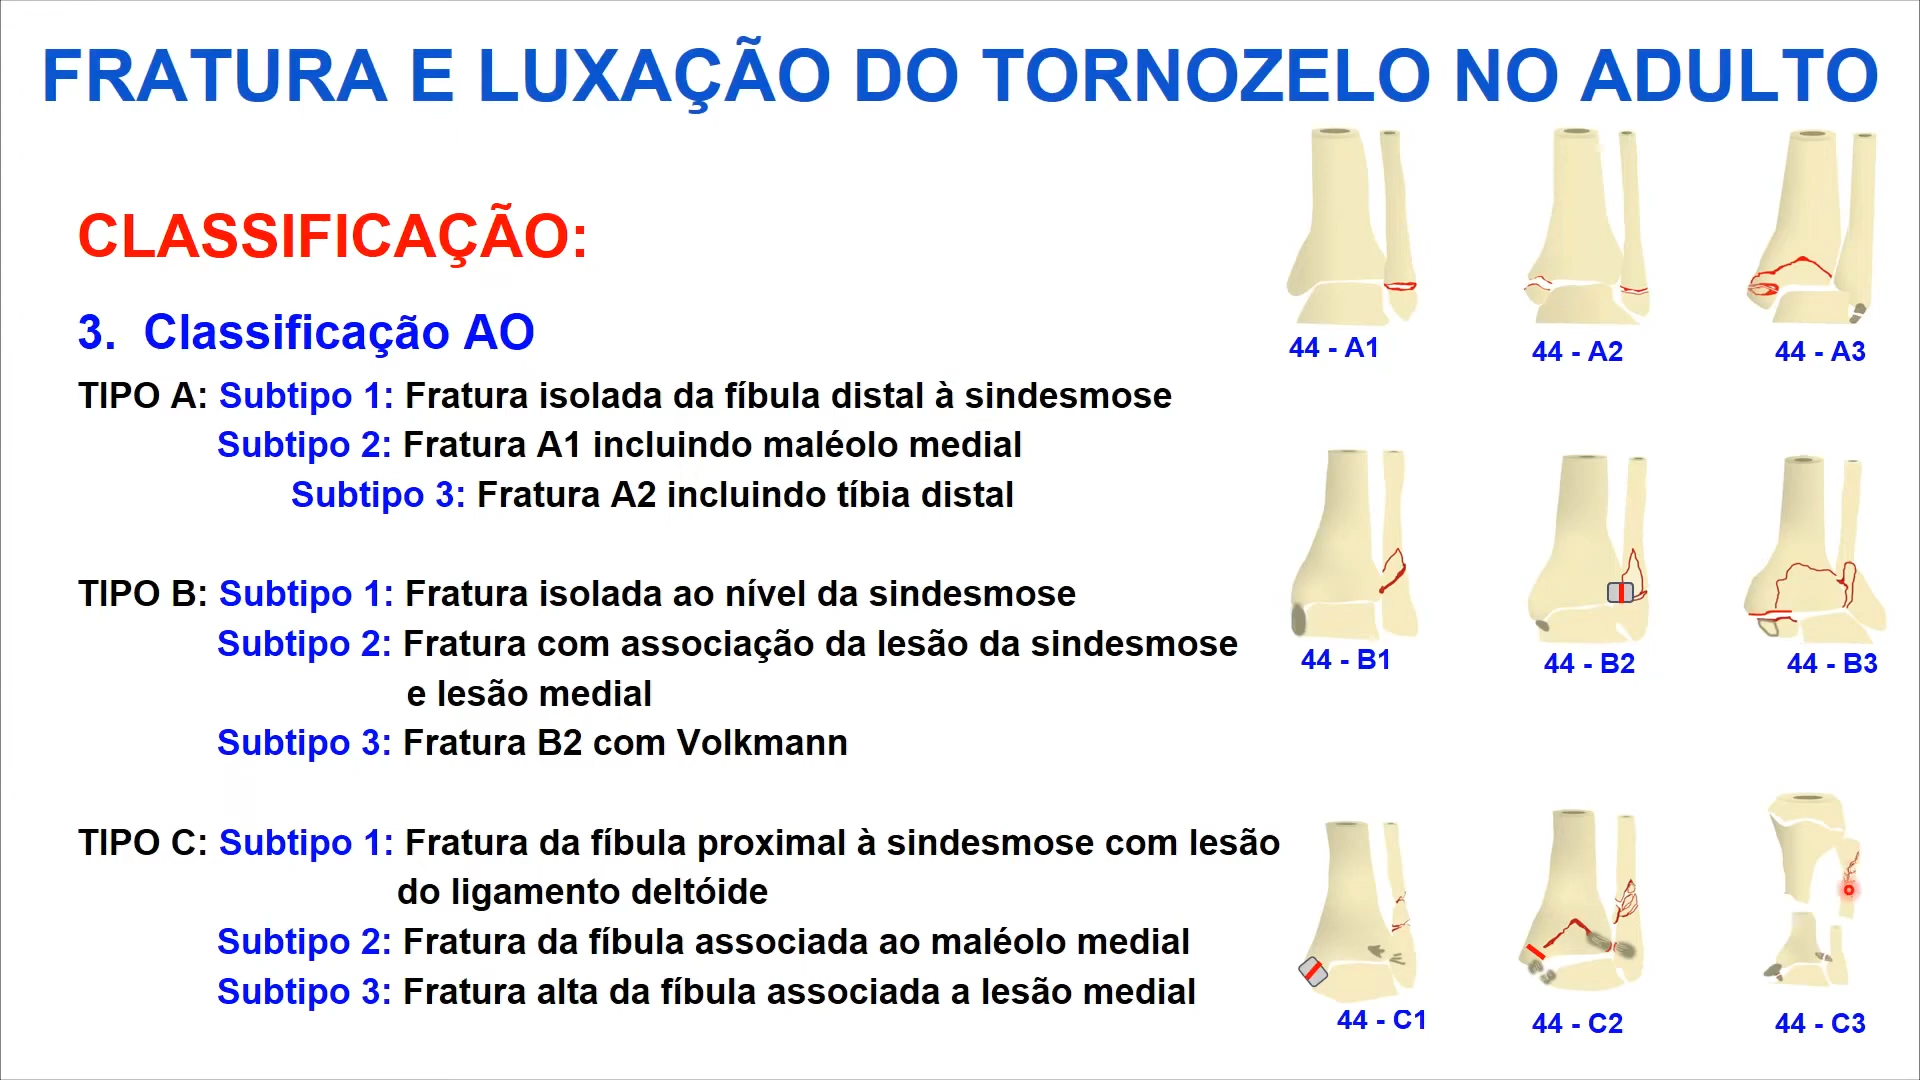 FRATURA E LUXAÇÃO DO TORNOZELO NO ADULTO
CLASSIFICAÇÃO:
3. Classificação AO
TIPO A: Subtipo 1: Fratura isolada da fíbula distal à sindesmose
Subtipo 2: Fratura A1 incluindo maléolo medial
Subtipo 3: Fratura A2 incluindo tíbia distal
44 - A1
44 - A2
44 - A3
TIPO B: Subtipo 1: Fratura isolada ao nível da sindesmose
Subtipo 2: Fratura com associação da lesão da sindesmose
e lesão medial
Subtipo 3: Fratura B2 com Volkmann
44 - B1
44 - B2
44 - B3
TIPO C: Subtipo 1: Fratura da fíbula proximal à sindesmose com lesão
do ligamento deltóide
Subtipo 2: Fratura da fíbula associada ao maléolo medial
Subtipo 3: Fratura alta da fíbula associada a lesão medial
44 - C1
44 - C2
44 - C3